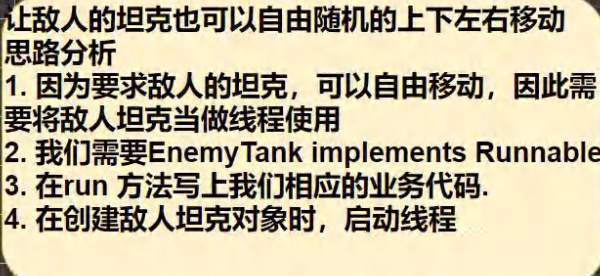 让敌人的坦克也可以自由随机的上下左右移动
思路分析
1. 因为要求敌人的坦克，可以自由移动，因此需
要将敌人坦克当做线程使用
2. 我们需要EnemyTank implements Runnable
3. 在run 方法写上我们相应的业务代码.
4. 在创建敌人坦克对象时，启动线程